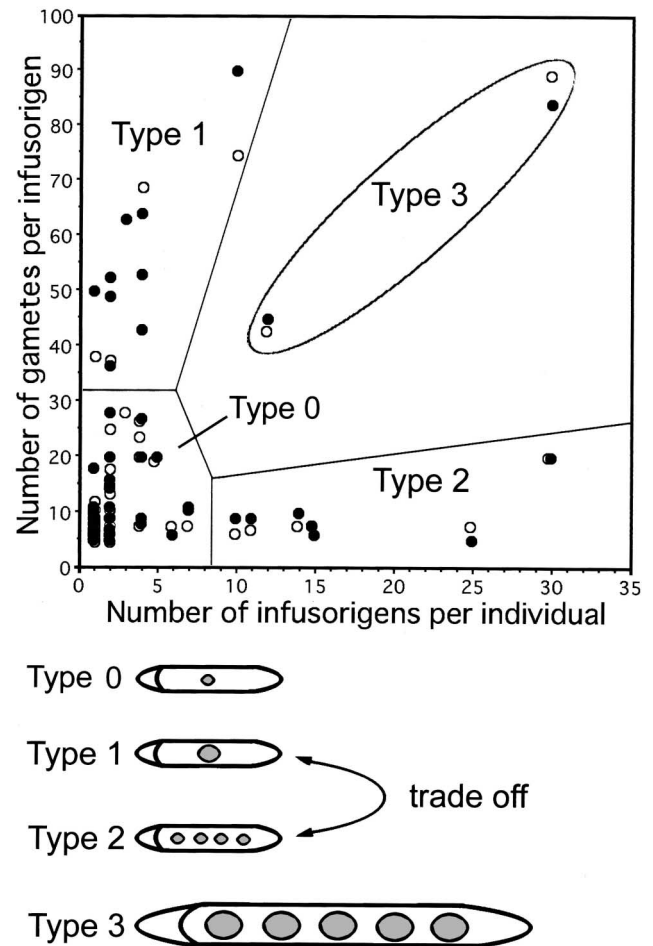 100
90
80
70
60
50
40
30
20
10
0
Number of gametes per infusorigen
Type 1
Type 3
Type 0
Type 2
0 5 10 15 20 25 30 35
Number of infusorigens per individual
Type 0
Type 1
trade off
Type 2
Type 3